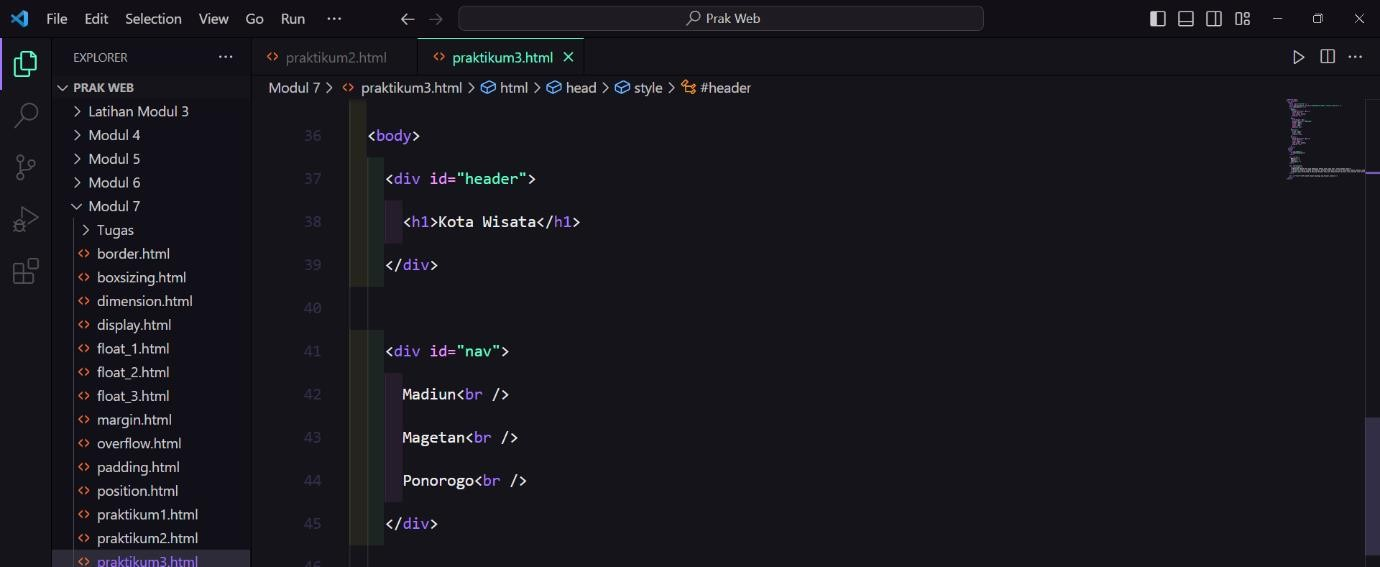 File Edit Selection View Go Run ···
Prak Web
EXPLORER ···
PRAK WEB
Latihan Modul 3
Modul 4
Modul 5
Modul 6
Modul 7
Tugas
border.html
boxsizing.html
dimension.html
display.html
float_1.html
float_2.html
float_3.html
margin.html
overflow.html
padding.html
position.html
praktikum1.html
praktikum2.html
praktikum3.html
praktikum2.html praktikum3.html
Modul 7 > praktikum3.html > html > head > style > #header
36 <body>
37 <div id="header">
38 <h1>Kota Wisata</h1>
39 </div>
40
41 <div id="nav">
42 Madiun<br />
43 Magetan<br />
44 Ponorogo<br />
45 </div>
46